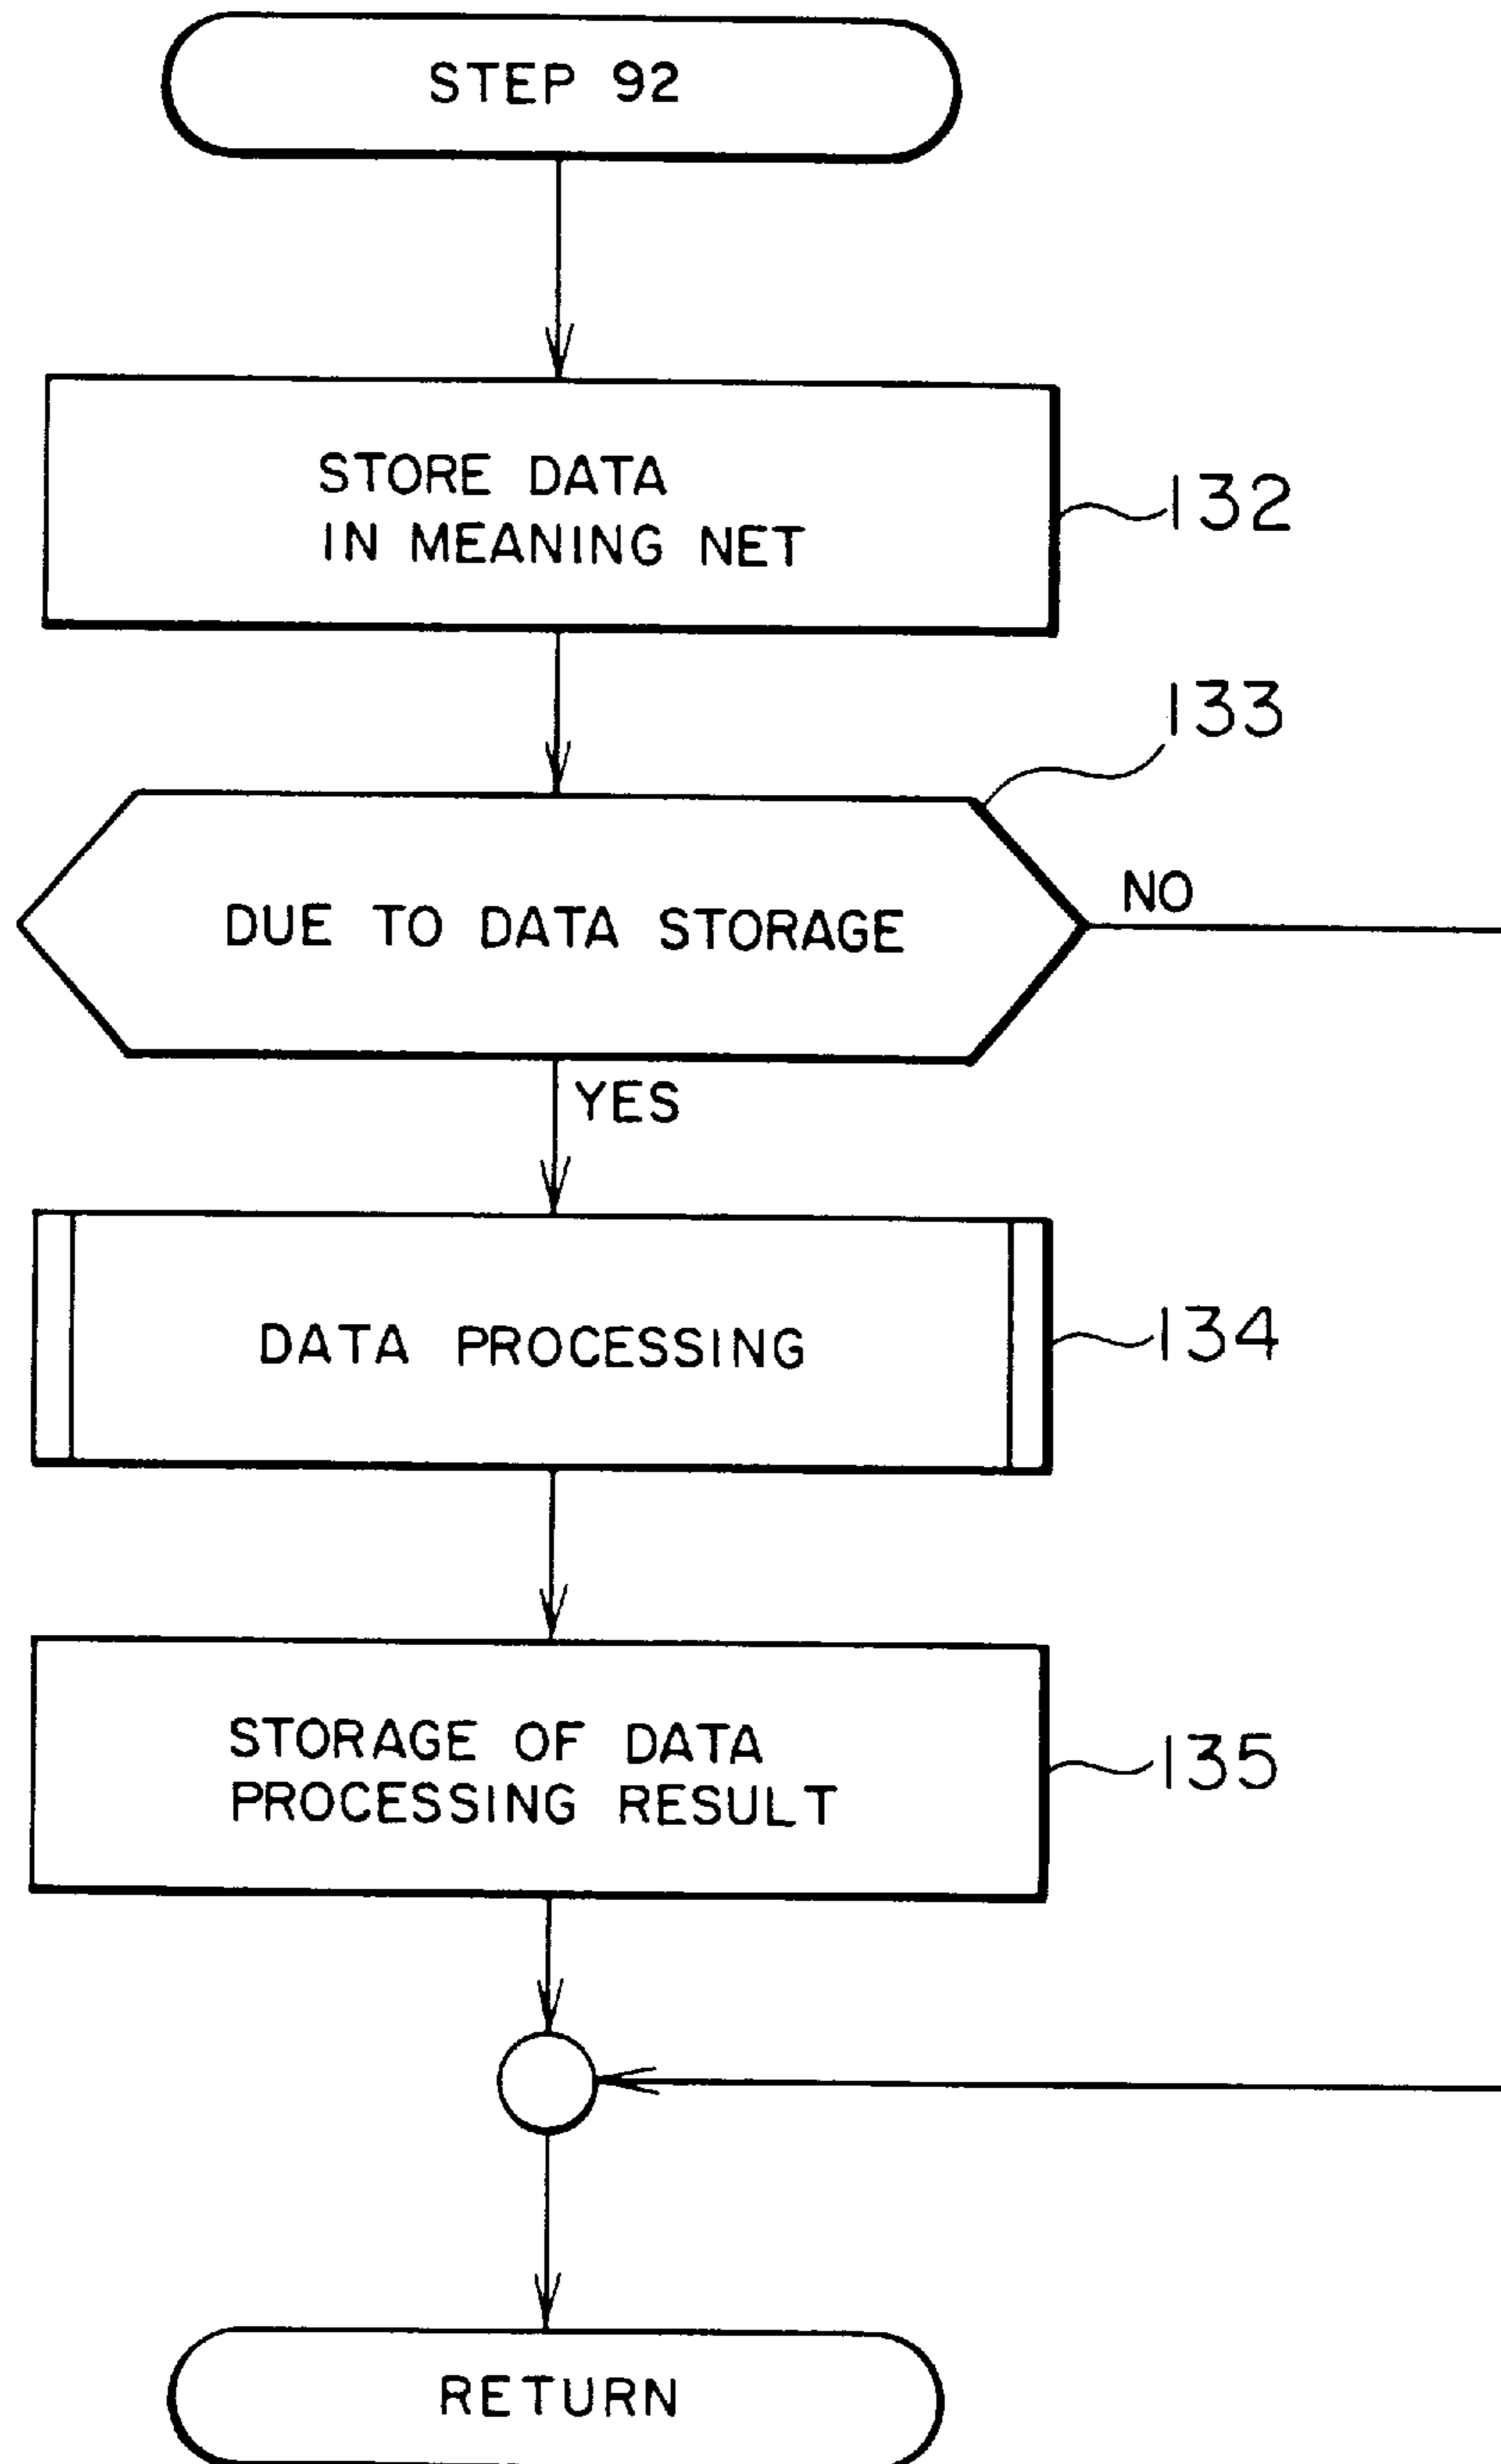 STEP 92
STORE DATA
IN MEANING NET
132
133
DUE TO DATA STORAGE
NO
YES
DATA PROCESSING
134
STORAGE OF DATA
PROCESSING RESULT
135
RETURN